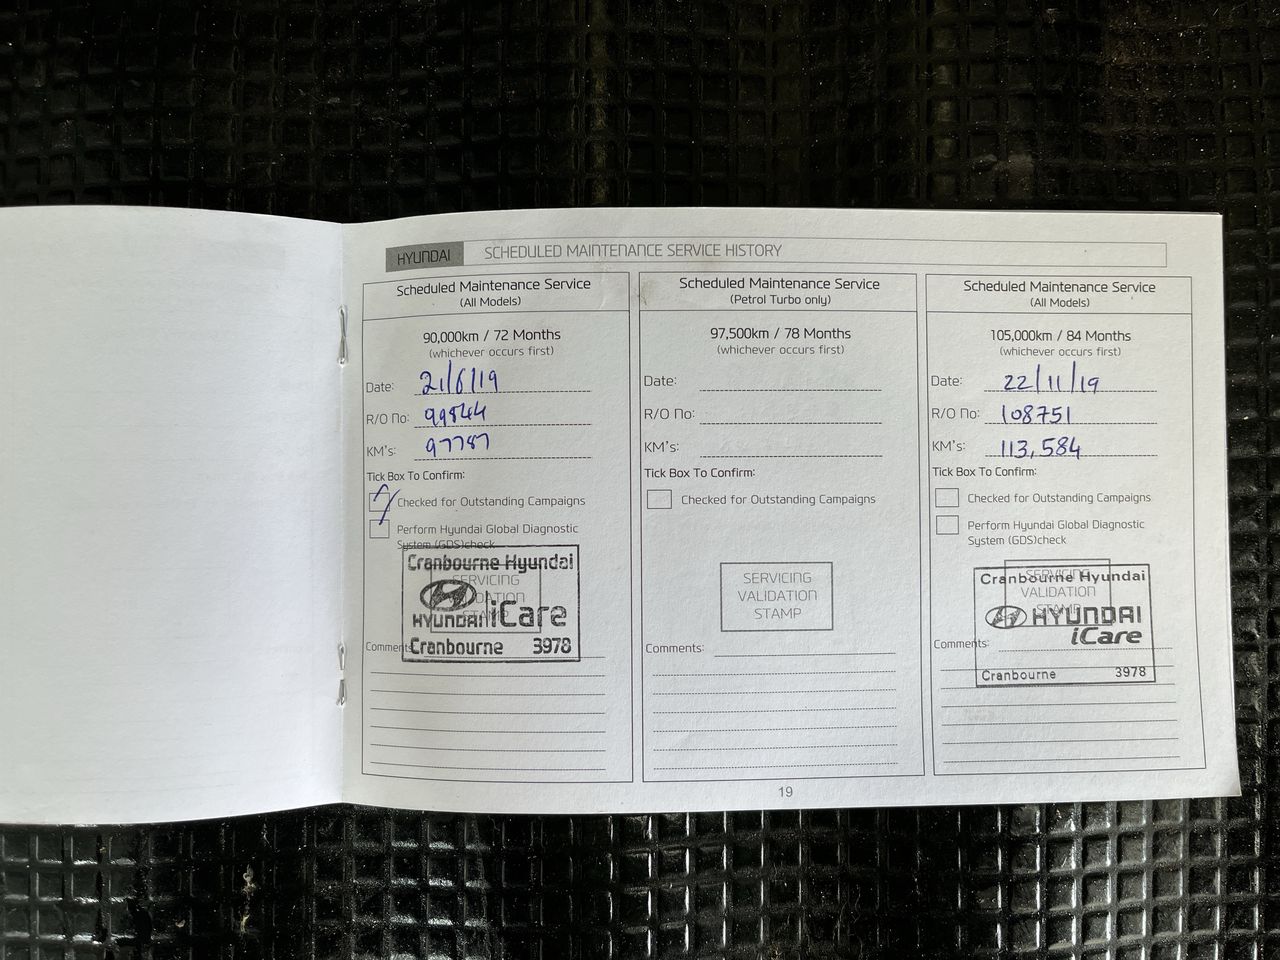 HYUNDAI SCHEDULED MAINTENANCE SERVICE HISTORY
Scheduled Maintenance Service
(All Models)
90,000km / 72 Months
(whichever occurs first)
Date: 21/6/19
R/O No: 99544
KM's: 97787
Tick Box To Confirm:
Checked for Outstanding Campaigns
Perform Hyundai Global Diagnostic
System (GDS)check
Cranbourne Hyundai
SERVICING
VALIDATION
STAMP
HYUNDAI iCare
Cranbourne 3978
Comments:
Scheduled Maintenance Service
(Petrol Turbo only)
97,500km / 78 Months
(whichever occurs first)
Date:
R/O No:
KM's:
Tick Box To Confirm:
Checked for Outstanding Campaigns
SERVICING
VALIDATION
STAMP
Comments:
Scheduled Maintenance Service
(All Models)
105,000km / 84 Months
(whichever occurs first)
Date: 22/11/19
R/O No: 108751
KM's: 113,584
Tick Box To Confirm:
Checked for Outstanding Campaigns
Perform Hyundai Global Diagnostic
System (GDS)check
SERVICING
Cranbourne Hyundai
VALIDATION
STAMP
HYUNDAI
iCare
Comments:
Cranbourne 3978
19